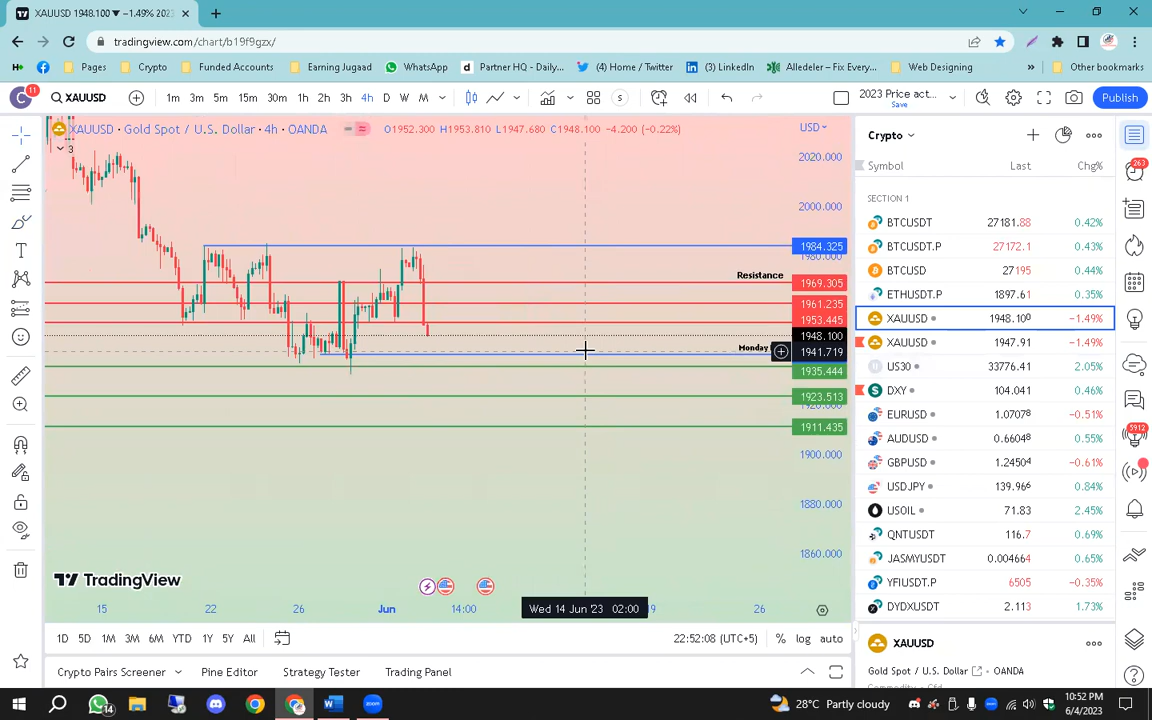 XAUUSD 1948.100 ▼ −1.49% 202
tradingview.com/chart/b19f9gzx/
Pages Crypto Funded Accounts Earning Jugaad WhatsApp Partner HQ - Daily... (4) Home / Twitter (3) LinkedIn Alledeler - Fix Every... Web Designing » Other bookmarks
C 11 XAUUSD 1m 3m 5m 15m 30m 1h 2h 3h 4h D W M S 2023 Price act... Publish
Save
XAUUSD · Gold Spot / U.S. Dollar · 4h · OANDA O1952.300 H1953.810 L1947.680 C1948.100 −4.200 (−0.22%) USD
3
2020.000
2000.000
1984.325
1980.000
Resistance 1969.305
1961.235
1953.445
1948.100
Monday 1941.719
1935.444
1923.513
1920.000
1911.435
1900.000
1880.000
1860.000
TradingView
15 22 26 Jun 14:00 Wed 14 Jun '23 02:00 19 26
1D 5D 1M 3M 6M YTD 1Y 5Y All 22:52:08 (UTC+5) % log auto
Crypto Pairs Screener Pine Editor Strategy Tester Trading Panel
Crypto
Symbol Last Chg%
SECTION 1
BTCUSDT 27181.88 0.42%
BTCUSDT.P 27172.1 0.43%
BTCUSD 27195 0.44%
ETHUSDT.P 1897.61 0.35%
XAUUSD 1948.100 −1.49%
XAUUSD 1947.91 −1.49%
US30 33776.41 2.05%
DXY 104.041 0.46%
EURUSD 1.07078 −0.51%
AUDUSD 0.66048 0.55%
GBPUSD 1.24504 −0.61%
USDJPY 139.966 0.84%
USOIL 71.83 2.45%
QNTUSDT 116.7 0.69%
JASMYUSDT 0.004664 0.65%
YFIUSDT.P 6505 −0.35%
DYDXUSDT 2.113 1.73%
XAUUSD
Gold Spot / U.S. Dollar OANDA
263
5912
14
28°C Partly cloudy
10:52 PM
6/4/2023